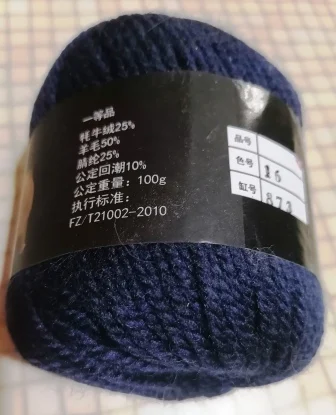 一等品
牦牛绒25%
羊毛50%
腈纶25%
公定回潮10%
公定重量：100g
执行标准：
FZ/T21002-2010
品号
色号 16
缸号 873